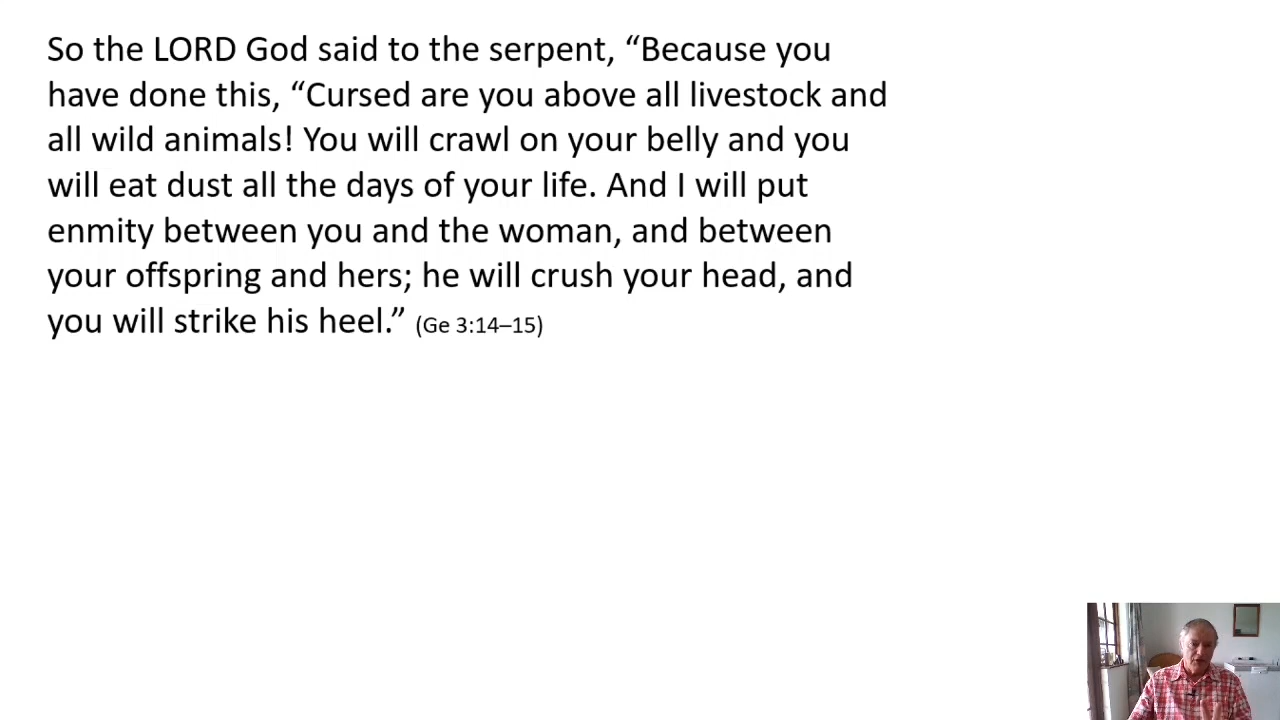 So the LORD God said to the serpent, “Because you
have done this, “Cursed are you above all livestock and
all wild animals! You will crawl on your belly and you
will eat dust all the days of your life. And I will put
enmity between you and the woman, and between
your offspring and hers; he will crush your head, and
you will strike his heel.” (Ge 3:14–15)